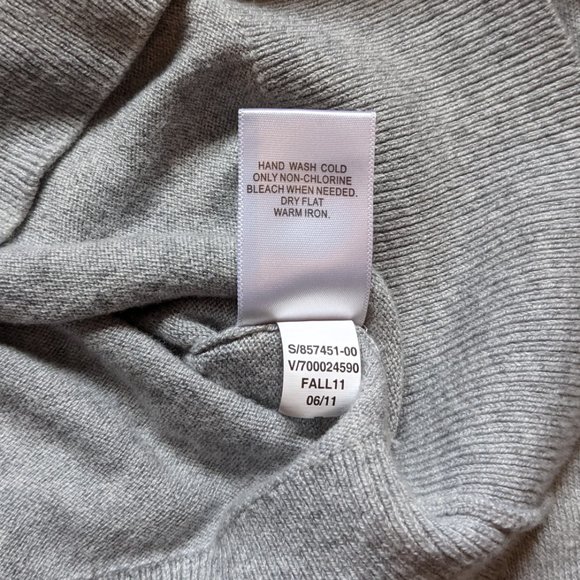 HAND WASH COLD
ONLY NON-CHLORINE
BLEACH WHEN NEEDED.
DRY FLAT
WARM IRON.
S/857451-00
V/700024590
FALL11
06/11